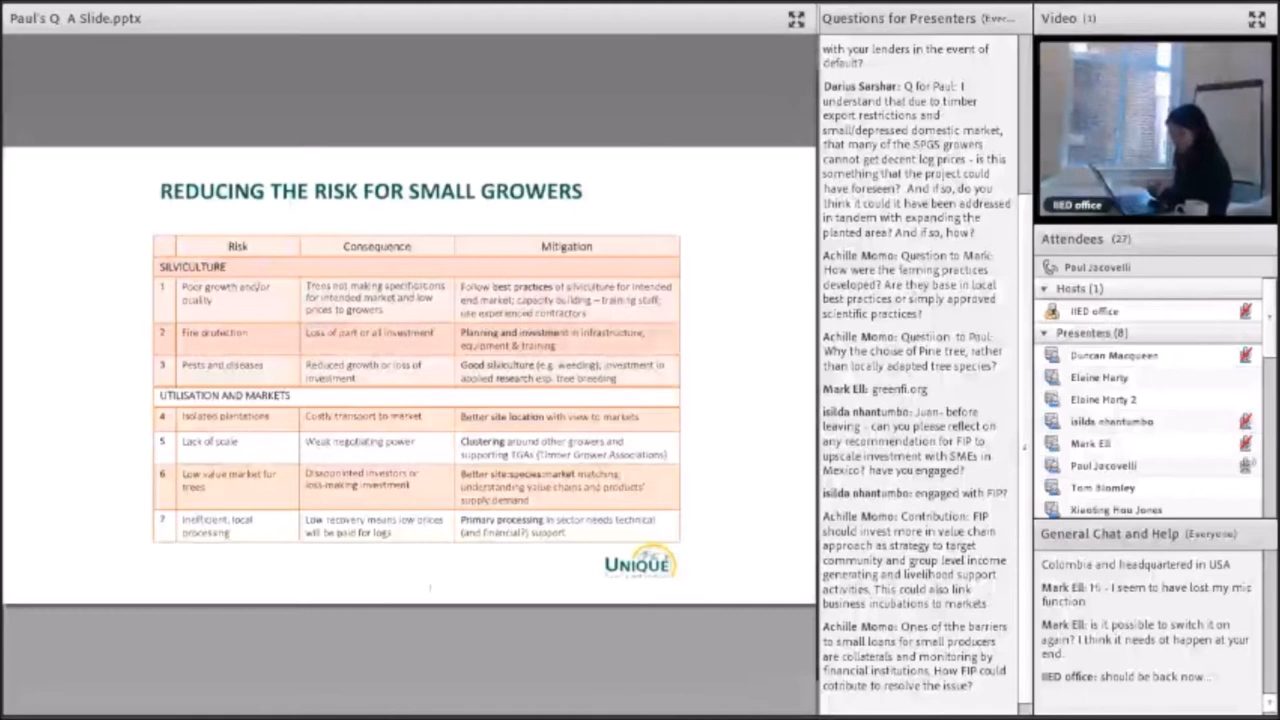 Paul's Q A Slide.pptx
REDUCING THE RISK FOR SMALL GROWERS
Risk Consequence Mitigation
SILVICULTURE
1 Poor growth and/or quality
Trees not making specifications for intended market and low prices to growers
Follow best practices of silviculture for intended end market; capacity building – training staff; use experienced contractors
2 Fire protection
Loss of part or all investment
Planning and investment in infrastructure, equipment & training
3 Pests and diseases
Reduced growth or loss of investment
Good silviculture (e.g. weeding), investment in applied research esp. tree breeding
UTILISATION AND MARKETS
4 Isolated plantations
Costly transport to market
Better site location with view to markets
5 Lack of scale
Weak negotiating power
Clustering around other growers and supporting TGAs (Timber Grower Associations)
6 Low value market for trees
Disappointed investors or loss-making investment
Better site:species:market matching; understanding value chains and products' supply demand
7 Inefficient, local processing
Low recovery means low prices will be paid for logs
Primary processing in sector needs technical (and financial?) support
UNIQUE
Questions for Presenters (Ever...
with your lenders in the event of
default?
Darius Sarshar: Q for Paul: I
understand that due to timber
export restrictions and
small/depressed domestic market,
that many of the SPGS growers
cannot get decent log prices - is this
something that the project could
have foreseen? And if so, do you
think it could it have been addressed
in tandem with expanding the
planted area? And if so, how?
Achille Momo: Question to Mark:
How were the farming practices
developed? Are they base in local
best practices or simply approved
scientific practices?
Achille Momo: Question to Paul:
Why the choise of Pine tree, rather
than locally adapted tree species?
Mark Ell: greenfi.org
isilda nhantumbo: Juan- before
leaving - can you please reflect on
any recommendation for FIP to
upscale investment with SMEs in
Mexico? have you engaged?
isilda nhantumbo: engaged with FIP?
Achille Momo: Contribution: FIP
should invest more in value chain
approach as strategy to target
community and group level income
generating and livelihood support
activities. This could also link
business incubations to markets
Achille Momo: Ones of tthe barriers
to small loans for small producers
are collaterals and monitoring by
financial institutions. How FIP could
cotribute to resolve the issue?
Video (1)
IIED office
Attendees (27)
Paul Jacovelli
Hosts (1)
IIED office
Presenters (8)
Duncan Macqueen
Elaine Harty
Elaine Harty 2
isilda nhantumbo
Mark Ell
Paul Jacovelli
Tom Blomley
Xiaoting Hou Jones
General Chat and Help (Everyone)
Colombia and headquartered in USA
Mark Ell: Hi - I seem to have lost my mic
function
Mark Ell: is it possible to switch it on
again? I think it needs ot happen at your
end.
IIED office: should be back now...